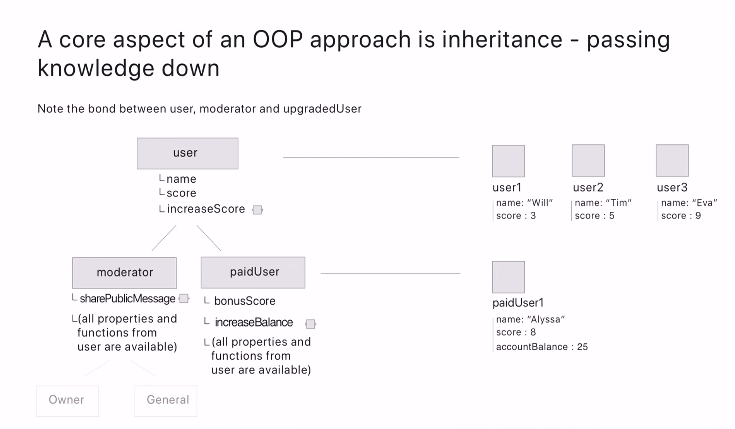 A core aspect of an OOP approach is inheritance - passing
knowledge down
Note the bond between user, moderator and upgradedUser
user
name
score
increaseScore
user1
name: “Will”
score : 3
user2
name: “Tim”
score : 5
user3
name: “Eva”
score : 9
moderator
sharePublicMessage
(all properties and
functions from
user are available)
paidUser
bonusScore
increaseBalance
(all properties and
functions from
user are available)
paidUser1
name: “Alyssa”
score : 8
accountBalance : 25
Owner
General